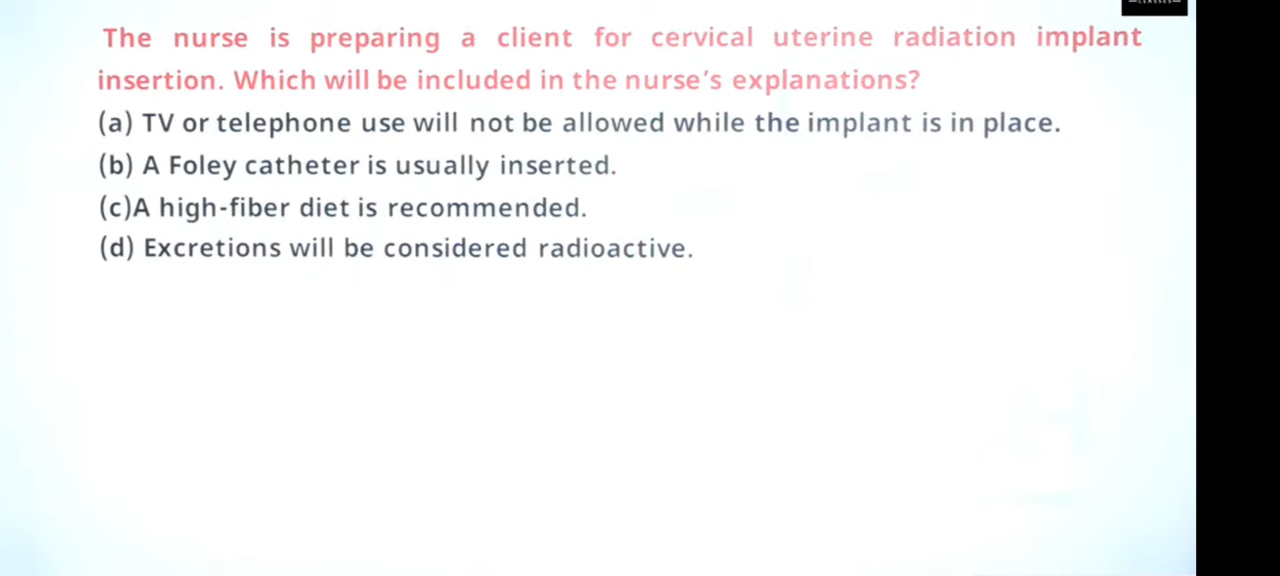 The nurse is preparing a client for cervical uterine radiation implant
insertion. Which will be included in the nurse's explanations?
(a) TV or telephone use will not be allowed while the implant is in place.
(b) A Foley catheter is usually inserted.
(c)A high-fiber diet is recommended.
(d) Excretions will be considered radioactive.